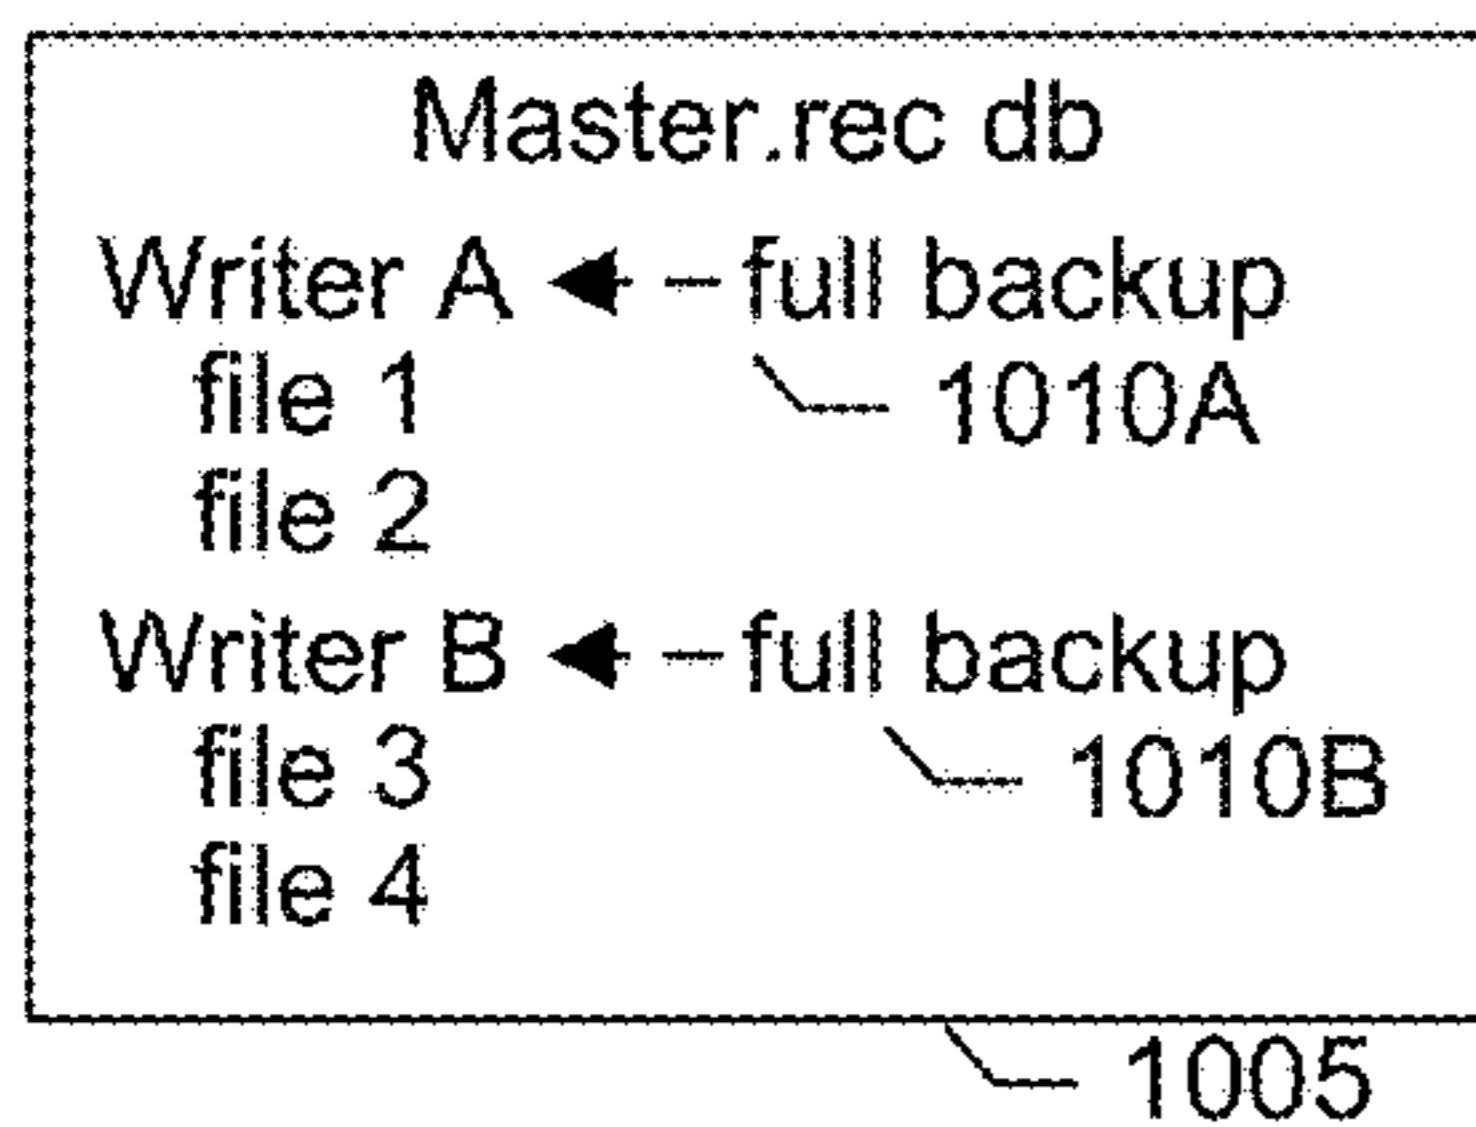 Master.rec db
Writer A full backup
file 1 1010A
file 2
Writer B full backup
file 3 1010B
file 4
1005